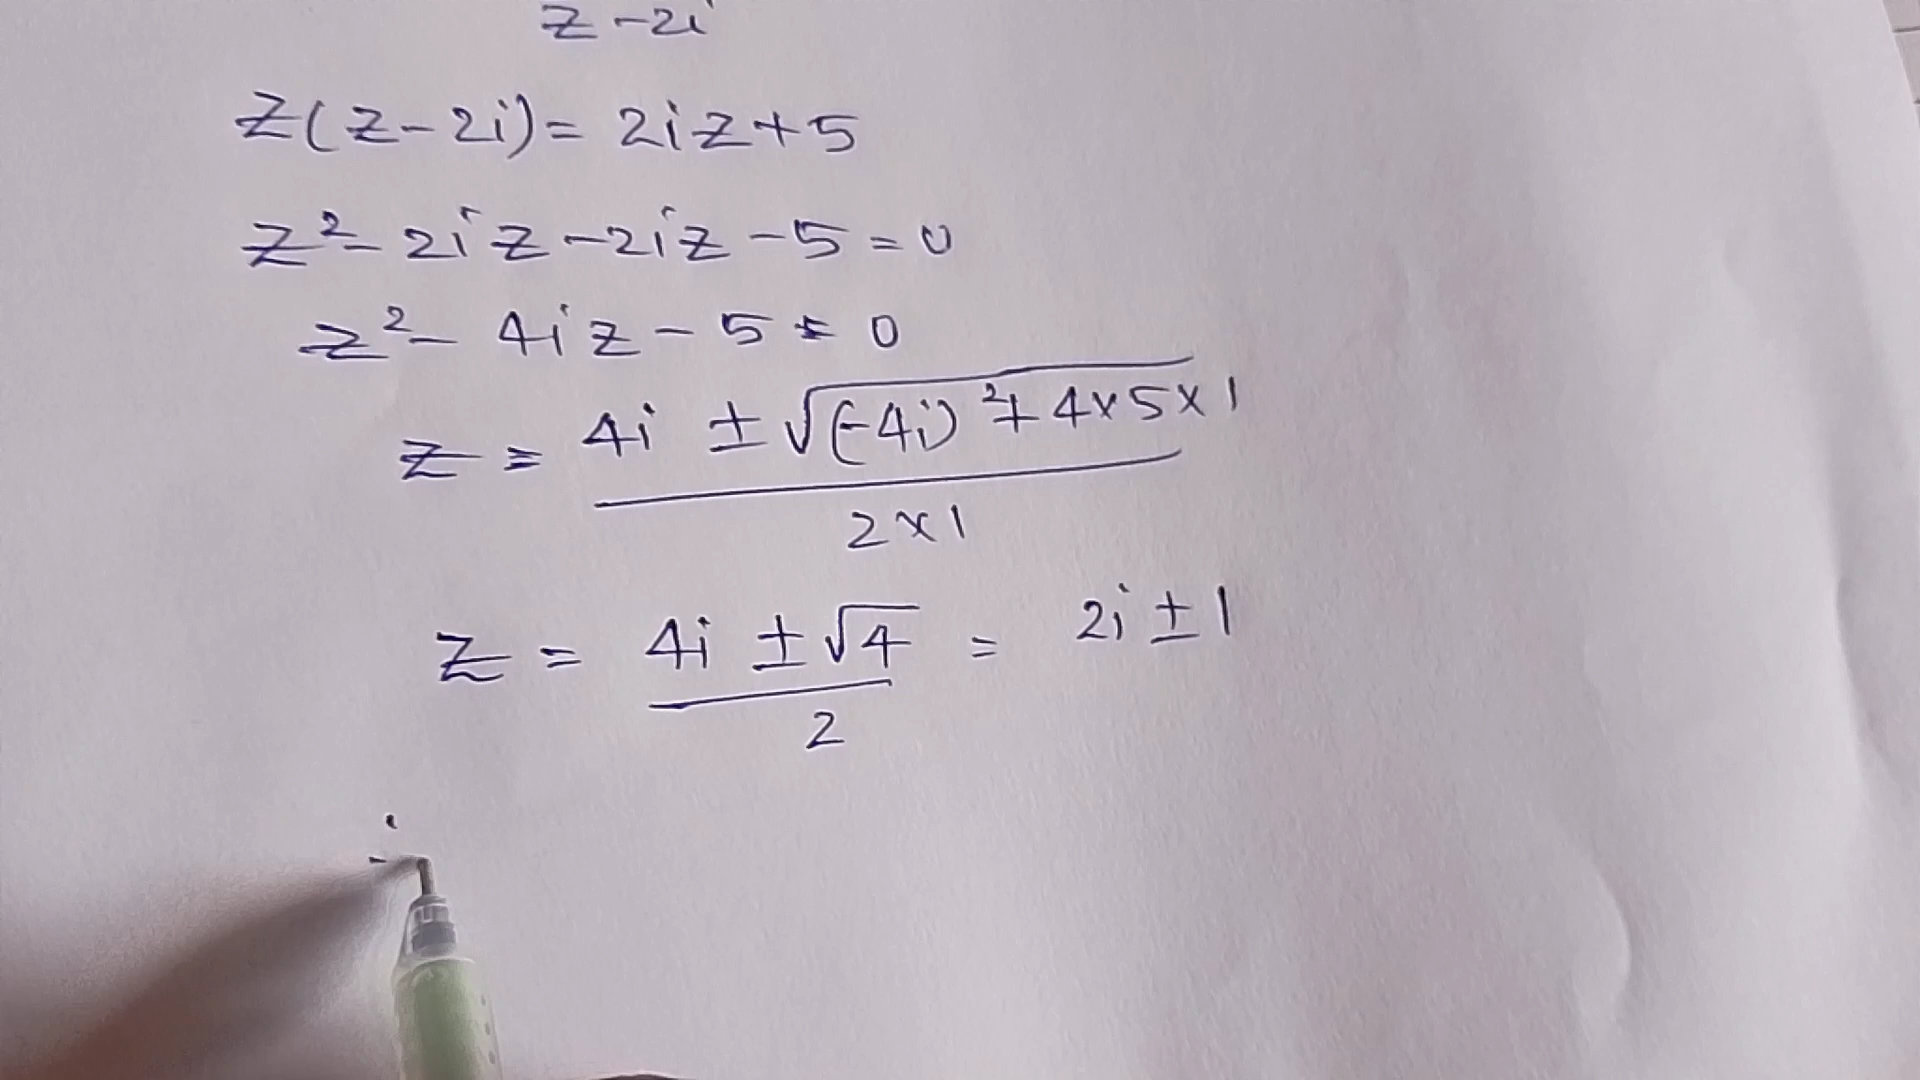 z-2i
z(z-2i)= 2iz+5
z²- 2iz-2iz-5=0
z²- 4iz-5=0
z = 4i ± √(-4i)²+4×5×1
2×1
z = 4i ± √4 = 2i ± 1
2